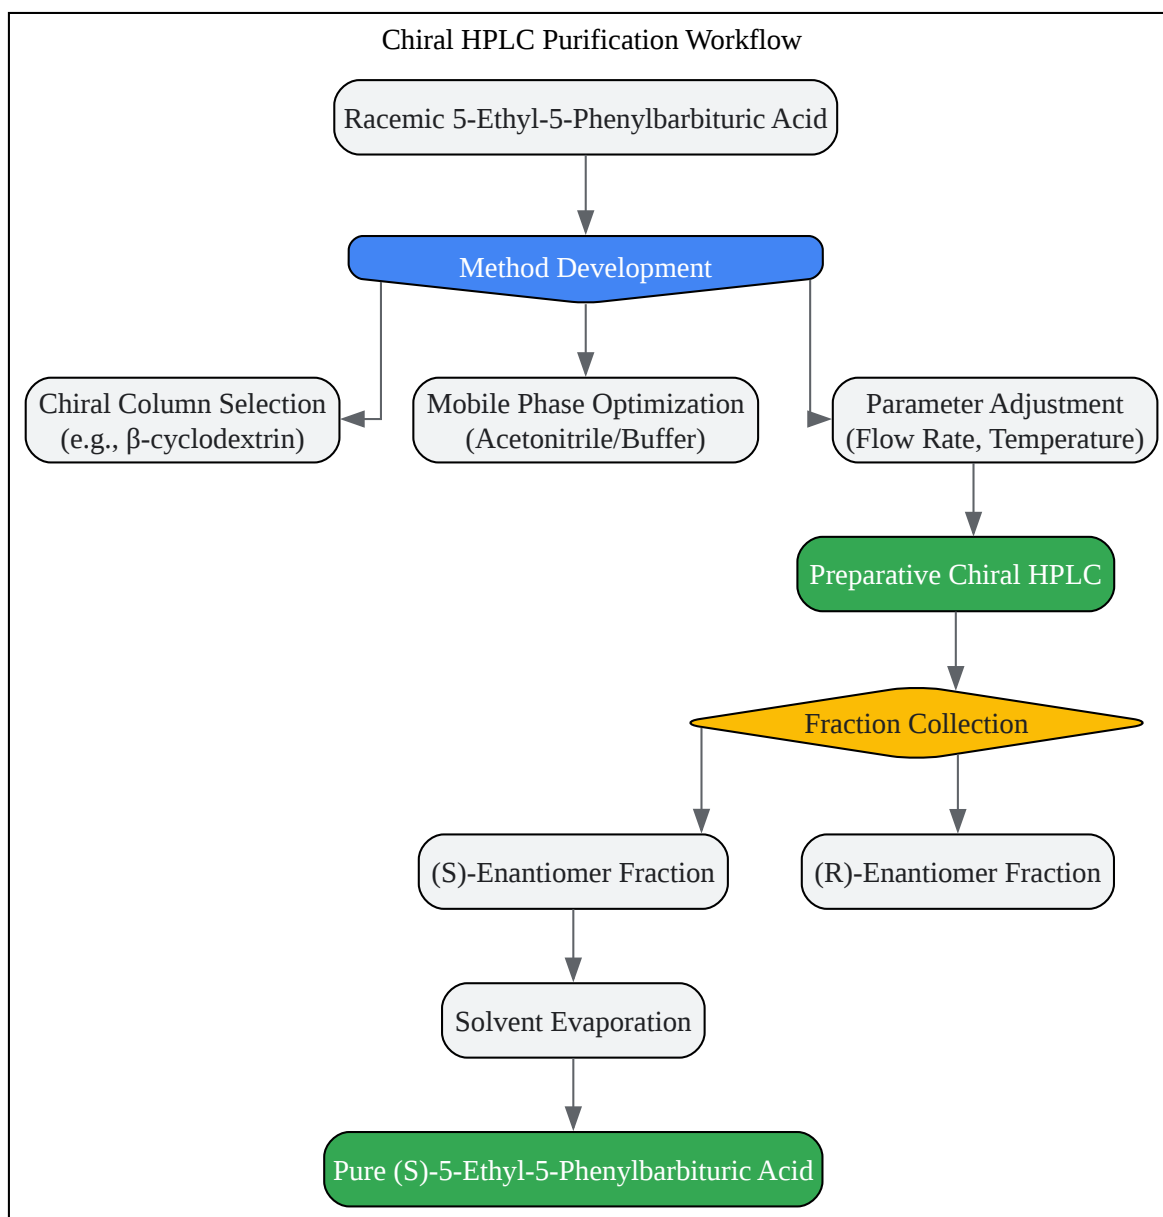 Chiral HPLC Purification Workflow
Racemic 5-Ethyl-5-Phenylbarbituric Acid
Method Development
Chiral Column Selection
(e.g., β-cyclodextrin)
Mobile Phase Optimization
(Acetonitrile/Buffer)
Parameter Adjustment
(Flow Rate, Temperature)
Preparative Chiral HPLC
Fraction Collection
(S)-Enantiomer Fraction
(R)-Enantiomer Fraction
Solvent Evaporation
Pure (S)-5-Ethyl-5-Phenylbarbituric Acid